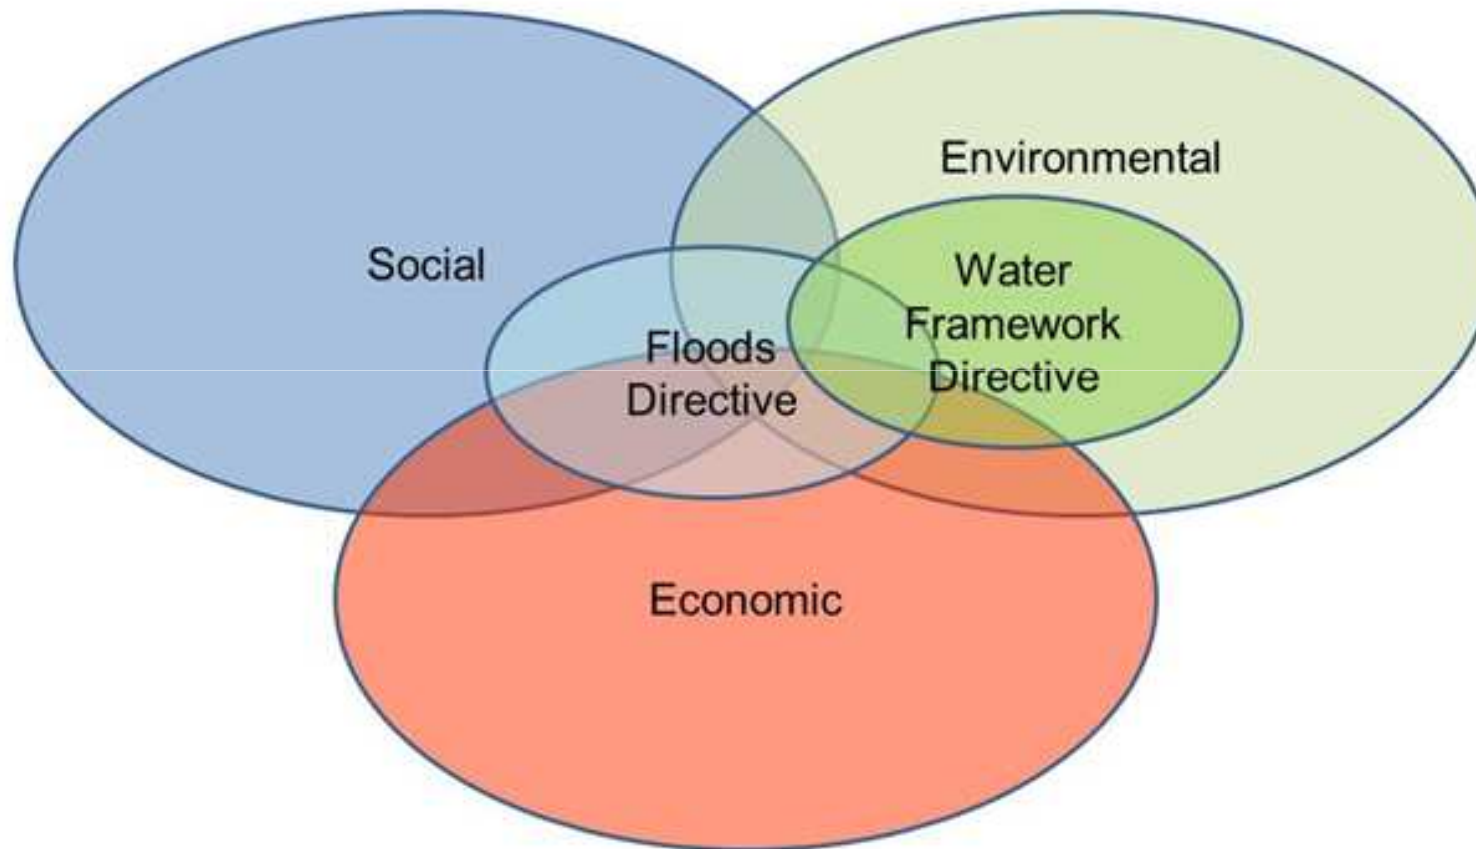 Environmental
Social
Water
Framework
Directive
Floods
Directive
Economic